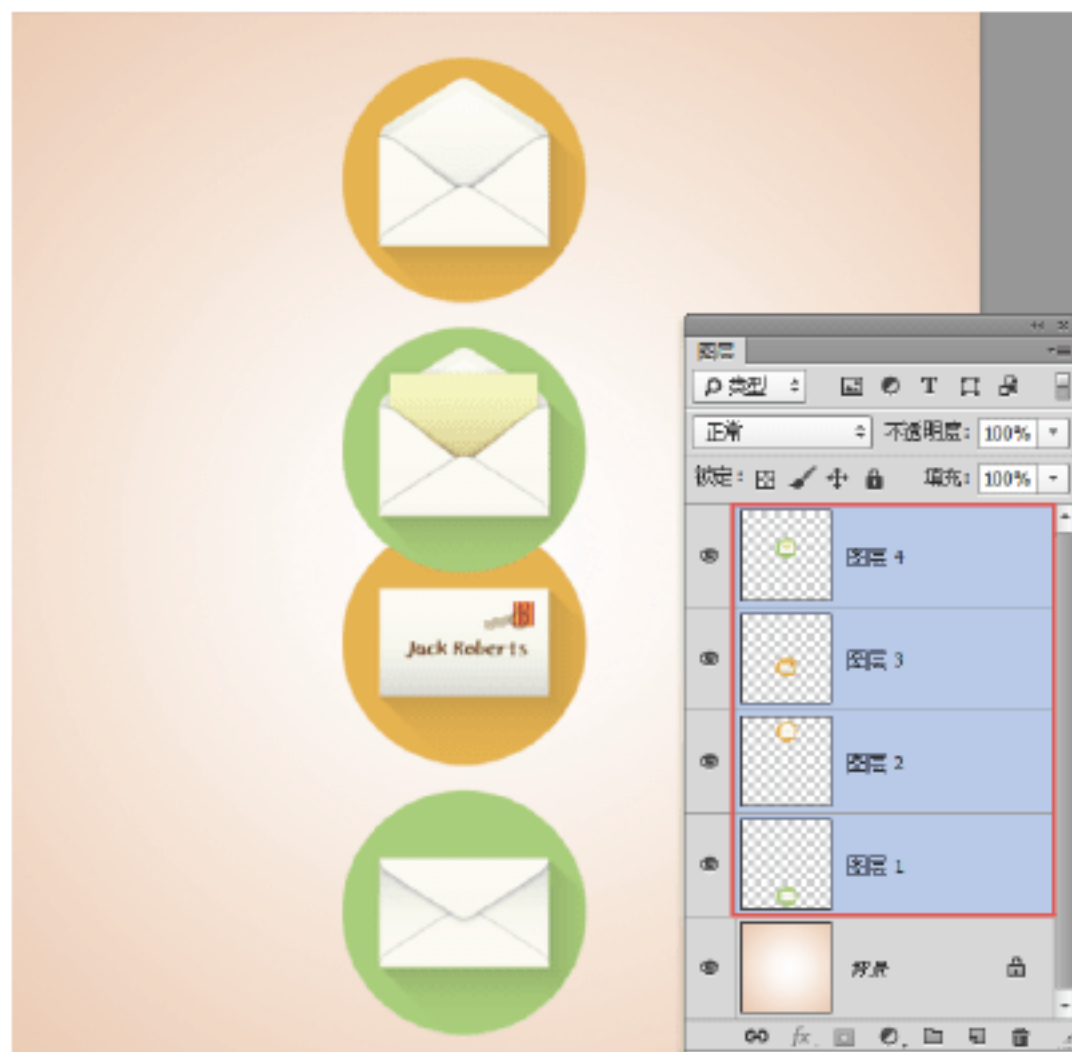 Jack Roberts
图层
类型
T
正常
不透明度: 100%
锁定: 填充: 100%
图层 4
图层 3
图层 2
图层 1
背景
fx.